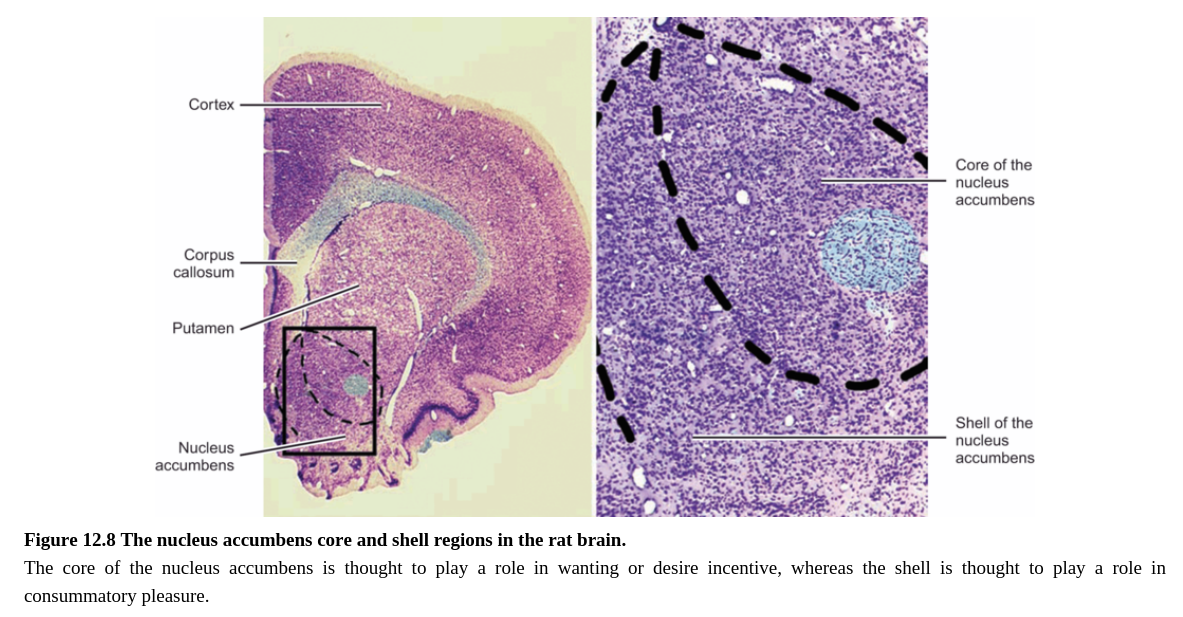 Cortex
Corpus
callosum
Putamen
Nucleus
accumbens
Core of the
nucleus
accumbens
Shell of the
nucleus
accumbens
Figure 12.8 The nucleus accumbens core and shell regions in the rat brain.
The core of the nucleus accumbens is thought to play a role in wanting or desire incentive, whereas the shell is thought to play a role in
consummatory pleasure.